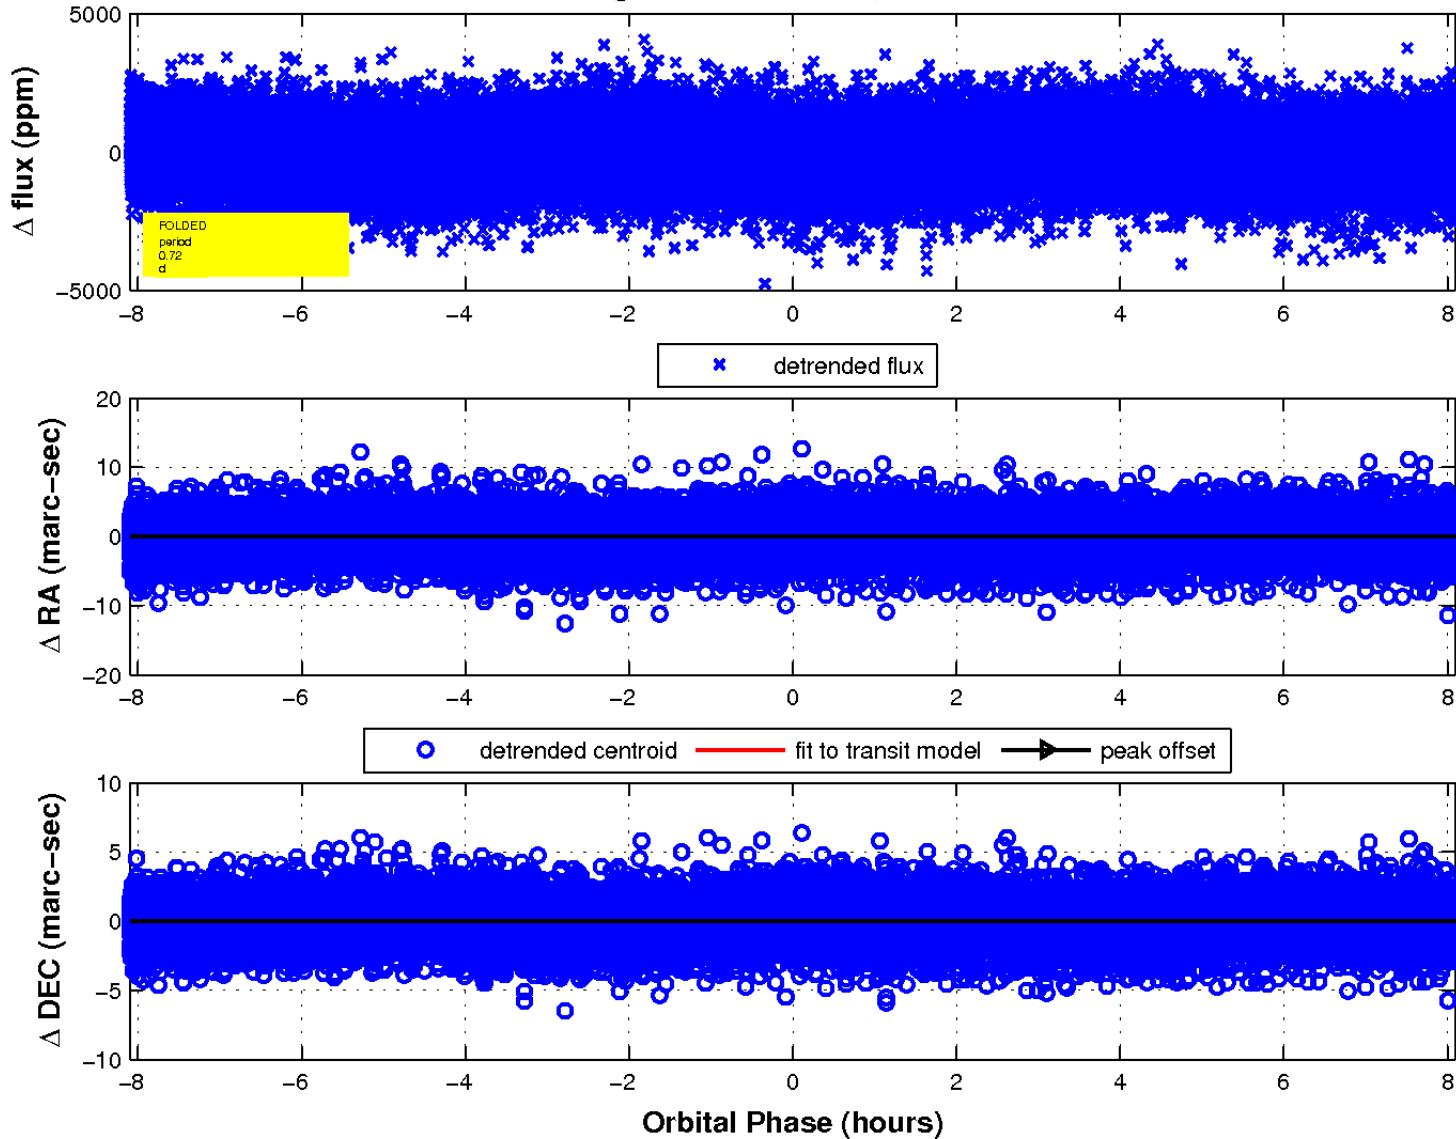 5000
0
−5000
Δ flux (ppm)
FOLDED
period
0.72
d
−8 −6 −4 −2 0 2 4 6 8
detrended flux
20
10
0
−10
−20
Δ RA (marc−sec)
−8 −6 −4 −2 0 2 4 6 8
detrended centroid fit to transit model peak offset
10
5
0
−5
−10
Δ DEC (marc−sec)
−8 −6 −4 −2 0 2 4 6 8
Orbital Phase (hours)